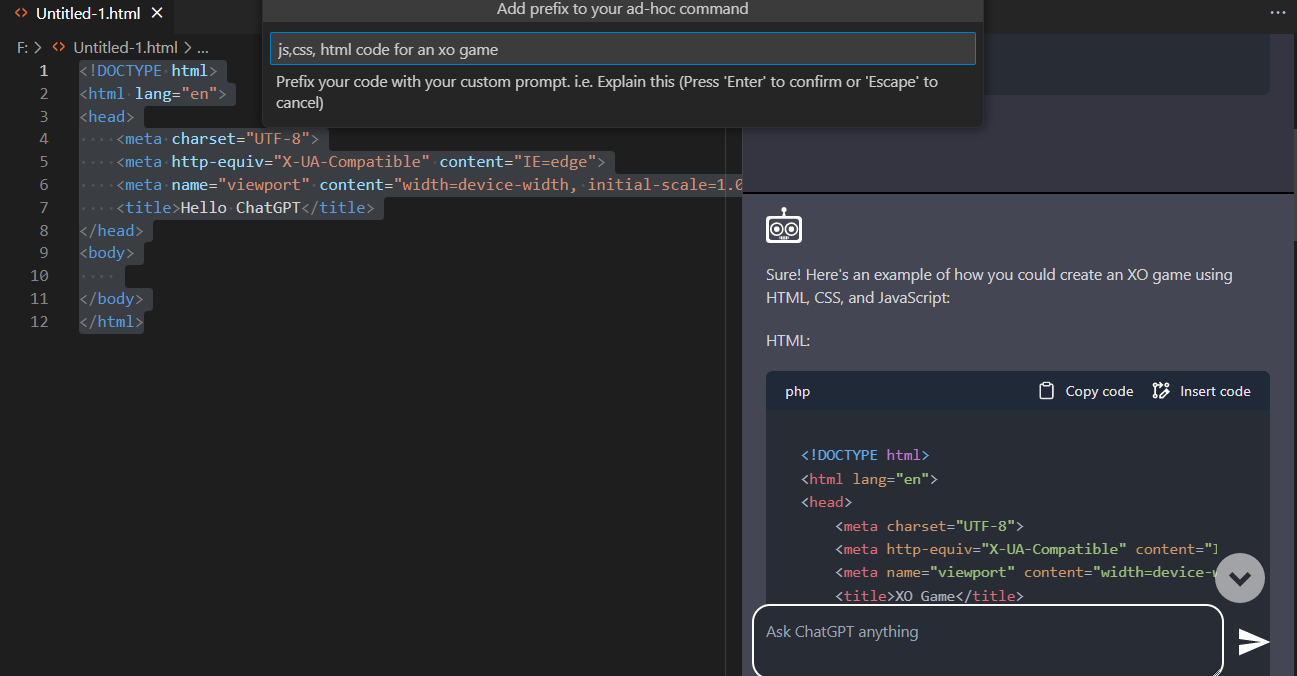 Untitled-1.html
Add prefix to your ad-hoc command
F: > Untitled-1.html > ...
js,css, html code for an xo game
Prefix your code with your custom prompt. i.e. Explain this (Press 'Enter' to confirm or 'Escape' to
cancel)
1 <!DOCTYPE html>
2 <html lang="en">
3 <head>
4 ····<meta charset="UTF-8">
5 ····<meta http-equiv="X-UA-Compatible" content="IE=edge">
6 ····<meta name="viewport" content="width=device-width, initial-scale=1.0
7 ····<title>Hello ChatGPT</title>
8 </head>
9 <body>
10 ····
11 </body>
12 </html>
Sure! Here's an example of how you could create an XO game using
HTML, CSS, and JavaScript:
HTML:
php Copy code Insert code
<!DOCTYPE html>
<html lang="en">
<head>
<meta charset="UTF-8">
<meta http-equiv="X-UA-Compatible" content="I
<meta name="viewport" content="width=device-w
<title>XO Game</title>
Ask ChatGPT anything